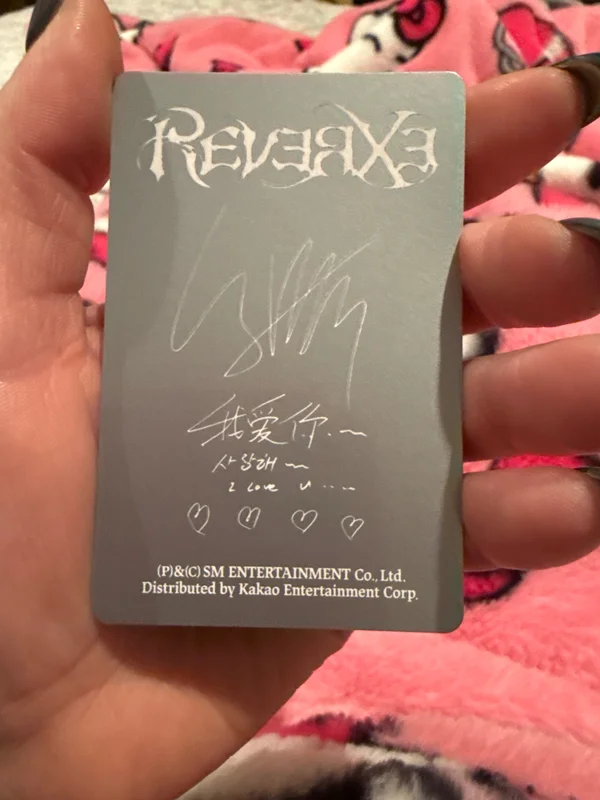 REVERXE
我爱你.~
사랑해~
I Love U ....
(P)&(C) SM ENTERTAINMENT Co., Ltd.
Distributed by Kakao Entertainment Corp.